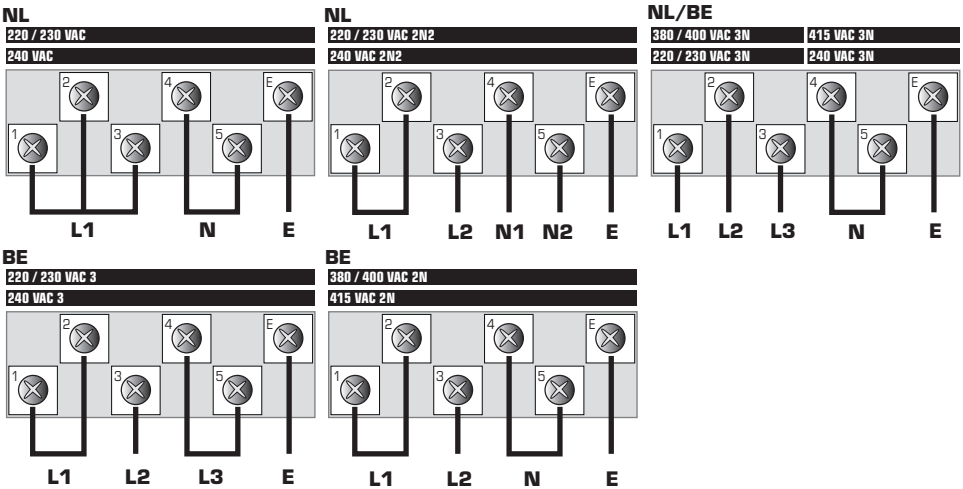 NL
220 / 230 VAC
240 VAC
2 4 E
1 3 5
L1 N E
NL
220 / 230 VAC 2N2
240 VAC 2N2
2 4 E
1 3 5
L1 L2 N1 N2 E
NL/BE
380 / 400 VAC 3N 415 VAC 3N
220 / 230 VAC 3N 240 VAC 3N
2 4 E
1 3 5
L1 L2 L3 N E
BE
220 / 230 VAC 3
240 VAC 3
2 4 E
1 3 5
L1 L2 L3 E
BE
380 / 400 VAC 2N
415 VAC 2N
2 4 E
1 3 5
L1 L2 N E